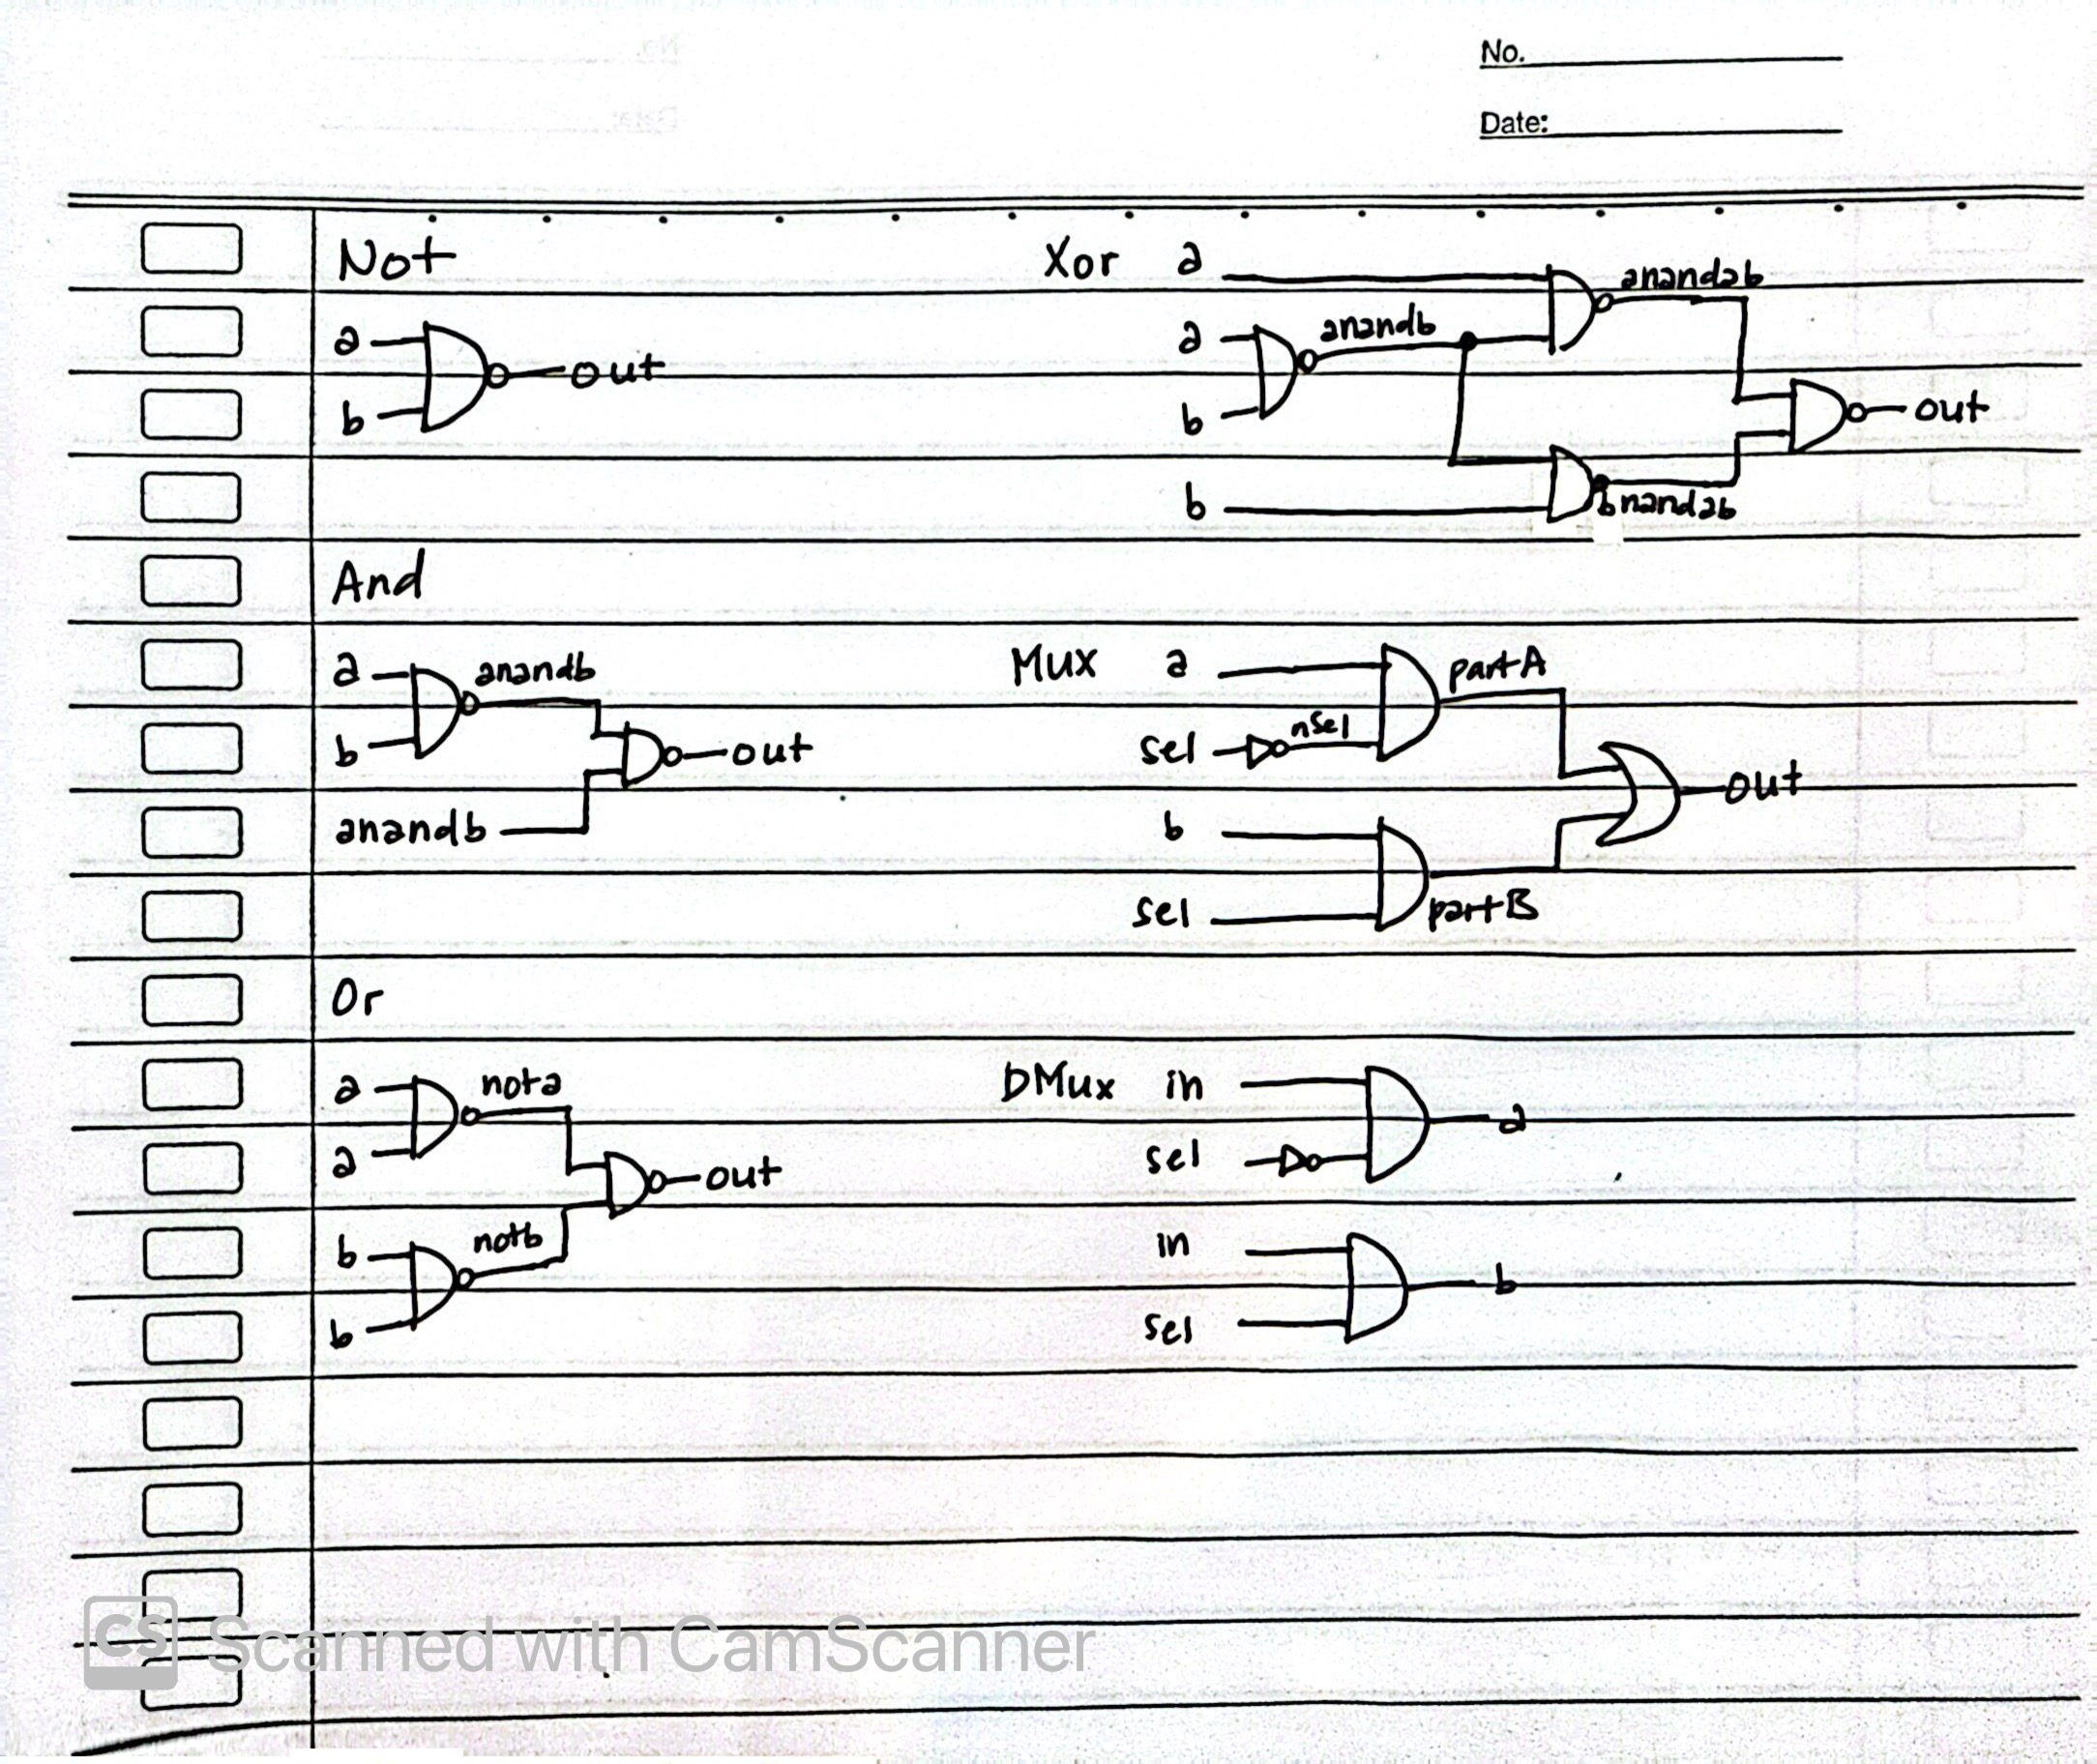 No.
Date:
Not
a
out
b
And
a
anandb
b
out
anandb
Or
a
nota
a
out
b
notb
b
Xor a
anandab
a
anandb
b
out
b
bnandab
Mux a
partA
sel
nsel
out
b
sel
partB
DMux in
a
sel
in
b
sel
CS Scanned with CamScanner